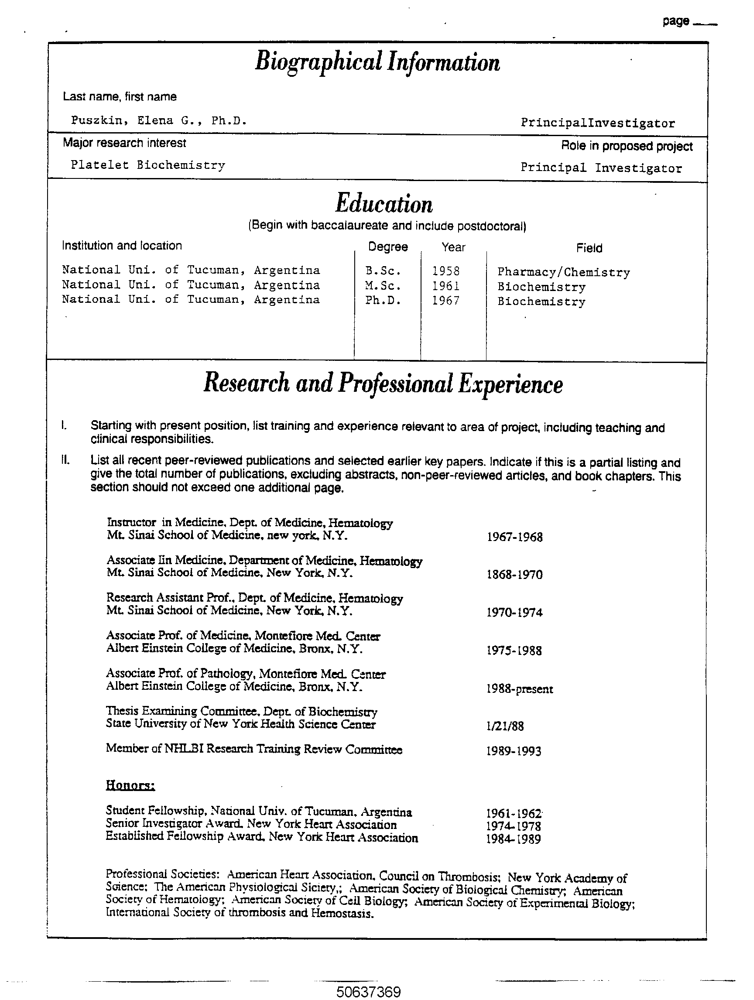 page
Biographical Information
Last name, first name
Puszkin, Elena G., Ph.D.
PrincipalInvestigator
Major research interest
Role in proposed project
Platelet Biochemistry
Principal Investigator
Education
(Begin with baccalaureate and include postdoctoral)
Institution and location Degree Year Field
National Uni. of Tucuman, Argentina B.Sc. 1958 Pharmacy/Chemistry
National Uni. of Tucuman, Argentina M.Sc. 1961 Biochemistry
National Uni. of Tucuman, Argentina Ph.D. 1967 Biochemistry
Research and Professional Experience
I. Starting with present position, list training and experience relevant to area of project, including teaching and
clinical responsibilities.
II. List all recent peer-reviewed publications and selected earlier key papers. Indicate if this is a partial listing and
give the total number of publications, excluding abstracts, non-peer-reviewed articles, and book chapters. This
section should not exceed one additional page.
Instructor in Medicine, Dept. of Medicine, Hematology
Mt. Sinai School of Medicine, new york, N.Y. 1967-1968
Associate Iin Medicine, Department of Medicine, Hematology
Mt. Sinai School of Medicine, New York, N.Y. 1868-1970
Research Assistant Prof., Dept. of Medicine, Hematology
Mt. Sinai School of Medicine, New York, N.Y. 1970-1974
Associate Prof. of Medicine, Montefiore Med. Center
Albert Einstein College of Medicine, Bronx, N.Y. 1975-1988
Associate Prof. of Pathology, Montefiore Med. Center
Albert Einstein College of Medicine, Bronx, N.Y. 1988-present
Thesis Examining Committee, Dept. of Biochemistry
State University of New York Health Science Center 1/21/88
Member of NHLBI Research Training Review Committee 1989-1993
Honors:
Student Fellowship, National Univ. of Tucuman, Argentina 1961-1962
Senior Investigator Award, New York Heart Association 1974-1978
Established Fellowship Award, New York Heart Association 1984-1989
Professional Societies: American Heart Association, Council on Thrombosis; New York Academy of
Science; The American Physiological Siciety,; American Society of Biological Chemistry; American
Society of Hematology; American Society of Cell Biology; American Society of Experimental Biology;
International Society of thrombosis and Hemostasis.
50637369